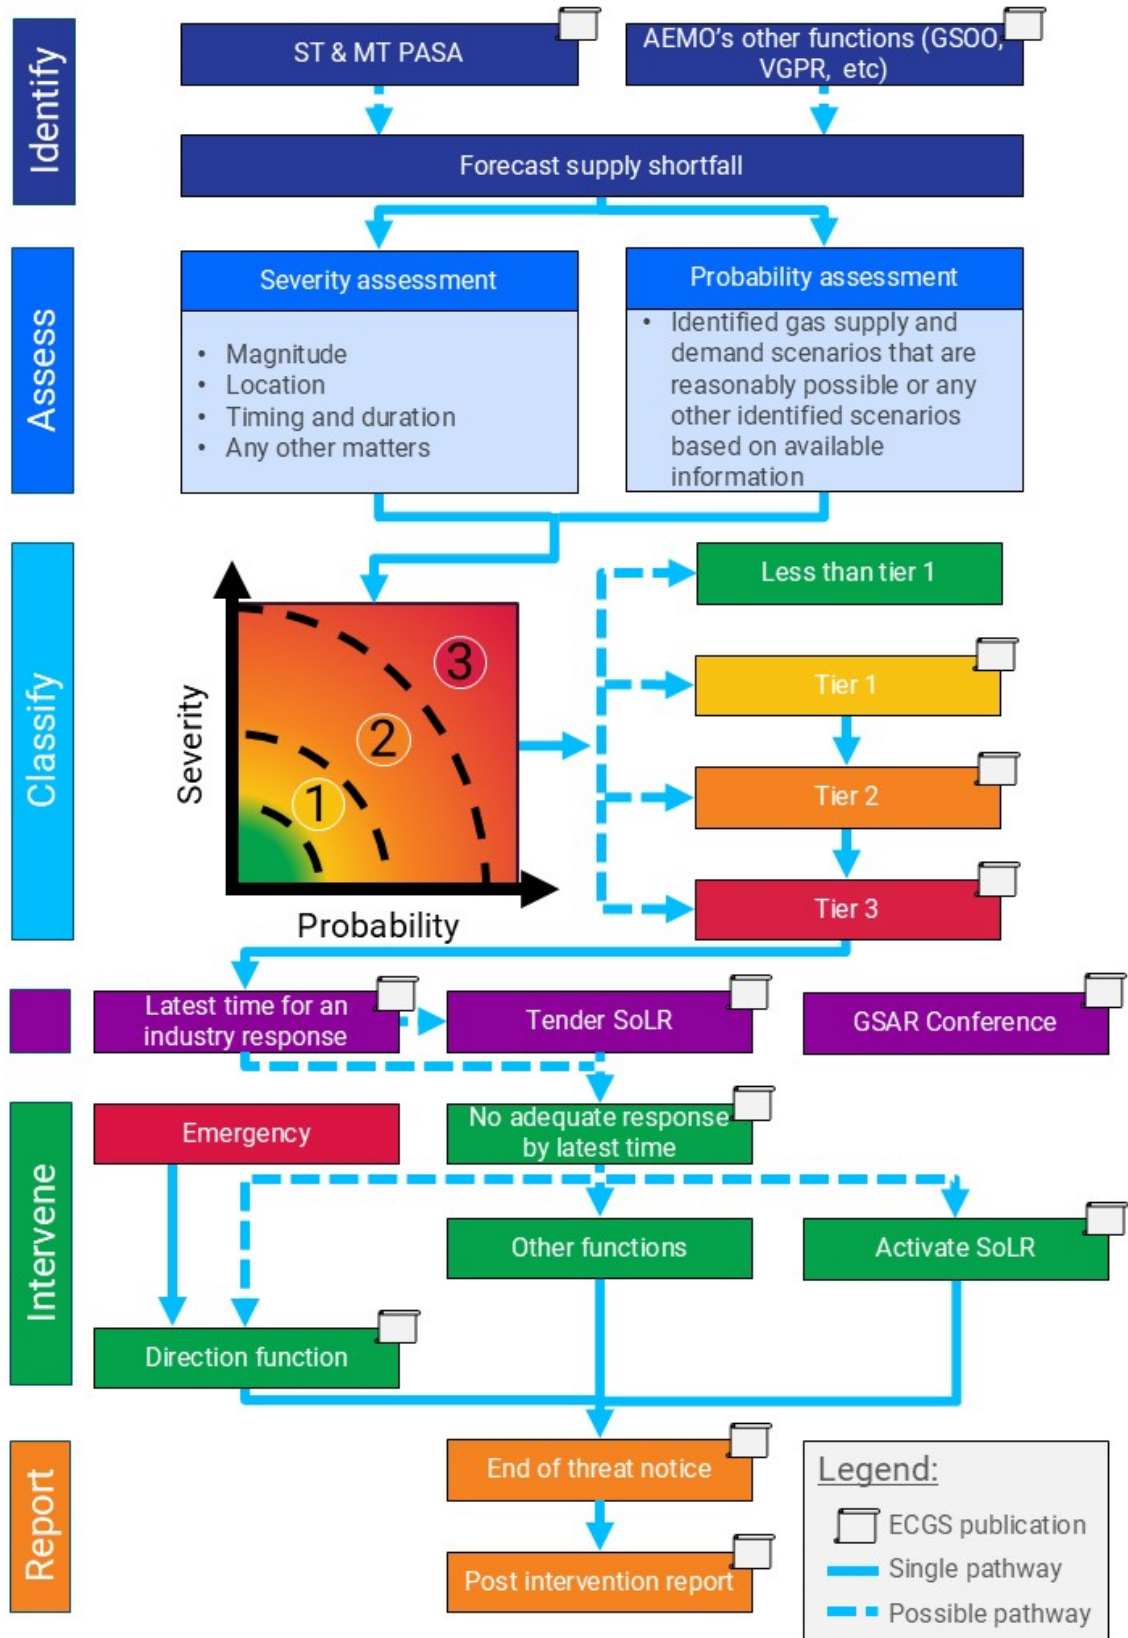 Identify
ST & MT PASA
AEMO's other functions (GSOO,
VGPR, etc)
Forecast supply shortfall
Assess
Severity assessment
• Magnitude
• Location
• Timing and duration
• Any other matters
Probability assessment
• Identified gas supply and
demand scenarios that are
reasonably possible or any
other identified scenarios
based on available
information
Classify
Severity
3
2
1
Probability
Less than tier 1
Tier 1
Tier 2
Tier 3
Latest time for an
industry response
Tender SoLR
GSAR Conference
Intervene
Emergency
No adequate response
by latest time
Other functions
Activate SoLR
Direction function
Report
End of threat notice
Post intervention report
Legend:
ECGS publication
Single pathway
Possible pathway